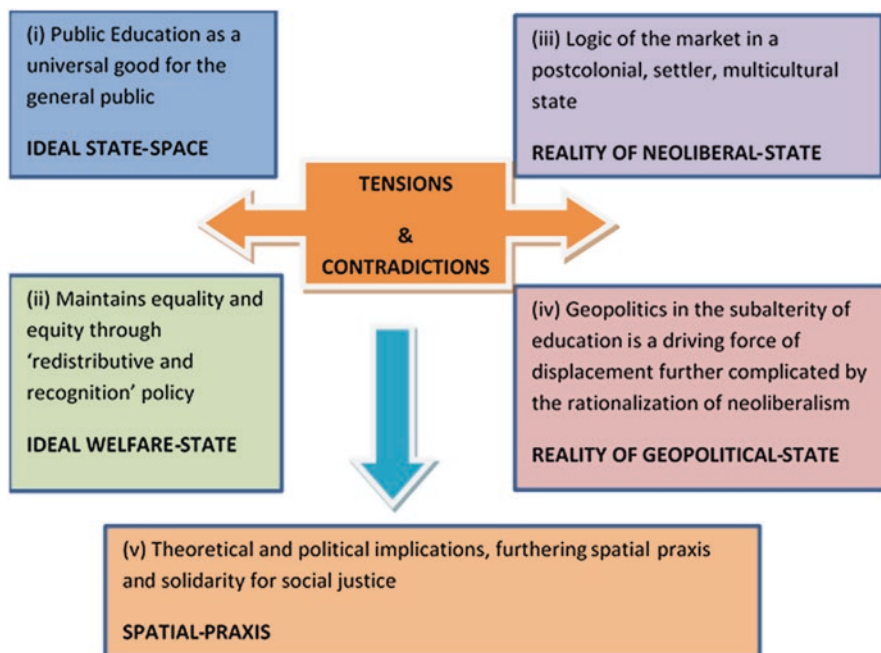 (i) Public Education as a
universal good for the
general public
IDEAL STATE-SPACE
(iii) Logic of the market in a
postcolonial, settler, multicultural
state
REALITY OF NEOLIBERAL-STATE
TENSIONS
&
CONTRADICTIONS
(ii) Maintains equality and
equity through
‘redistributive and
recognition’ policy
IDEAL WELFARE-STATE
(iv) Geopolitics in the subalterity of
education is a driving force of
displacement further complicated by
the rationalization of neoliberalism
REALITY OF GEOPOLITICAL-STATE
(v) Theoretical and political implications, furthering spatial praxis
and solidarity for social justice
SPATIAL-PRAXIS